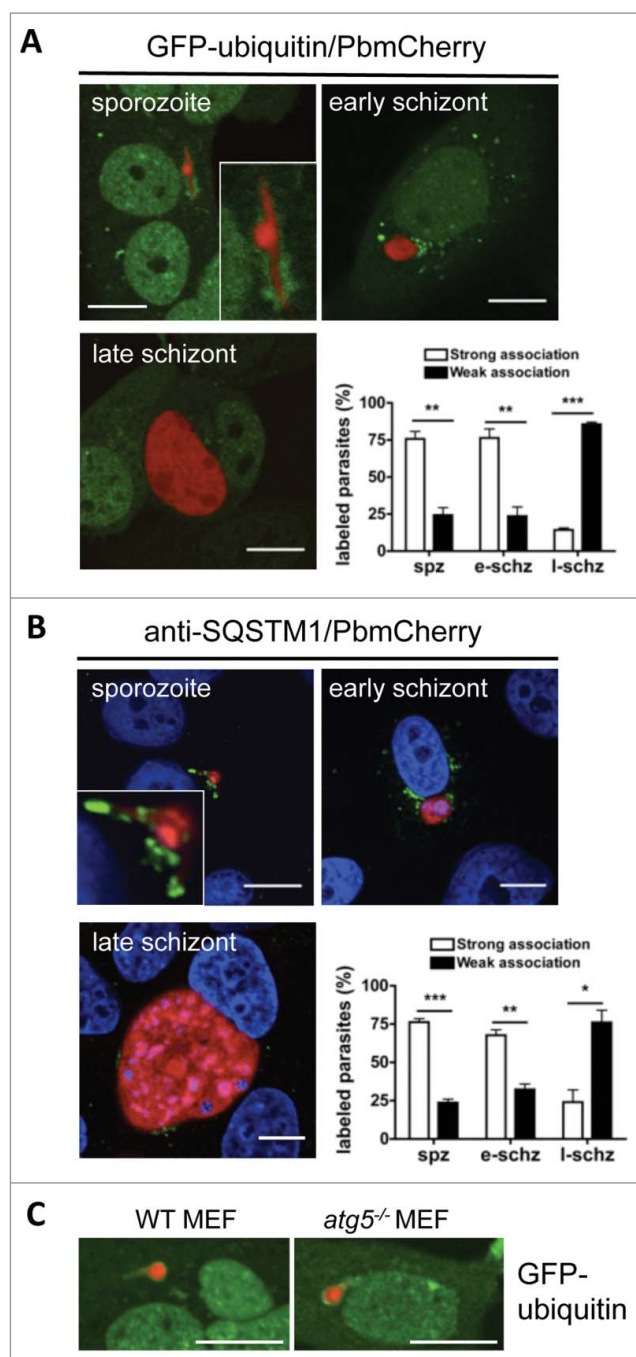 A
GFP-ubiquitin/PbmCherry
sporozoite
early schizont
late schizont
Strong association
Weak association
labeled parasites (%)
100
75
50
25
0
**
**
***
spz
e-schz
l-schz
B
anti-SQSTM1/PbmCherry
sporozoite
early schizont
late schizont
Strong association
Weak association
labeled parasites (%)
100
75
50
25
0
***
**
*
spz
e-schz
l-schz
C
WT MEF
atg5-/- MEF
GFP-
ubiquitin